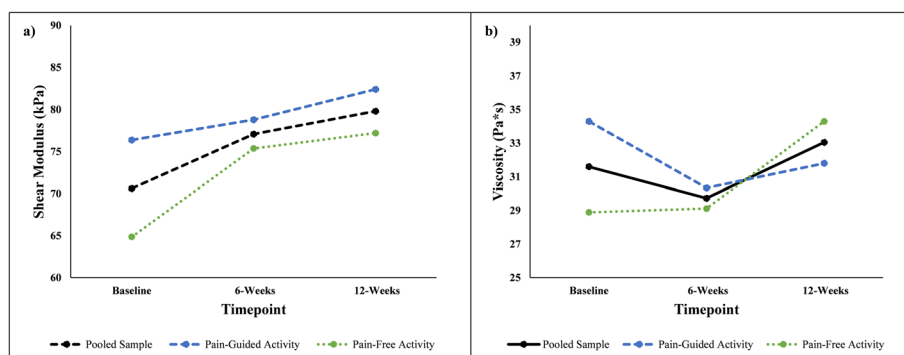 a)
90
85
80
75
70
65
60
Shear Modulus (kPa)
Baseline 6-Weeks 12-Weeks
Timepoint
Pooled Sample Pain-Guided Activity Pain-Free Activity
b)
39
37
35
33
31
29
27
25
Viscosity (Pa*s)
Baseline 6-Weeks 12-Weeks
Timepoint
Pooled Sample Pain-Guided Activity Pain-Free Activity